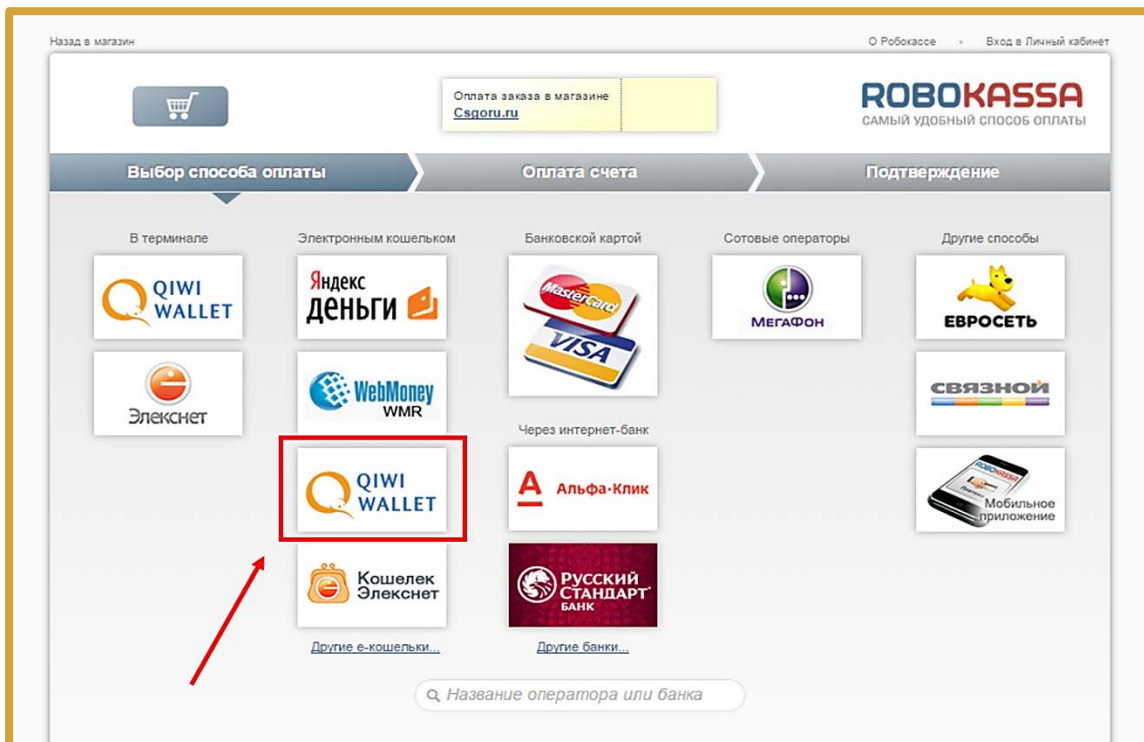 Назад в магазин
О Робокассе
Вход в Личный кабинет
Оплата заказа в магазине
Csgoru.ru
ROBOKASSA
САМЫЙ УДОБНЫЙ СПОСОБ ОПЛАТЫ
Выбор способа оплаты
Оплата счета
Подтверждение
В терминале
QIWI
WALLET
Элекснет
Электронным кошельком
Яндекс
деньги
WebMoney
WMR
QIWI
WALLET
Кошелек
Элекснет
Другие е-кошельки...
Банковской картой
MasterCard
VISA
Через интернет-банк
А Альфа·Клик
РУССКИЙ
СТАНДАРТ
БАНК
Другие банки...
Сотовые операторы
МЕГАФОН
Другие способы
ЕВРОСЕТЬ
СВЯЗНОЙ
ROBOKASSA
Мобильное
приложение
Название оператора или банка